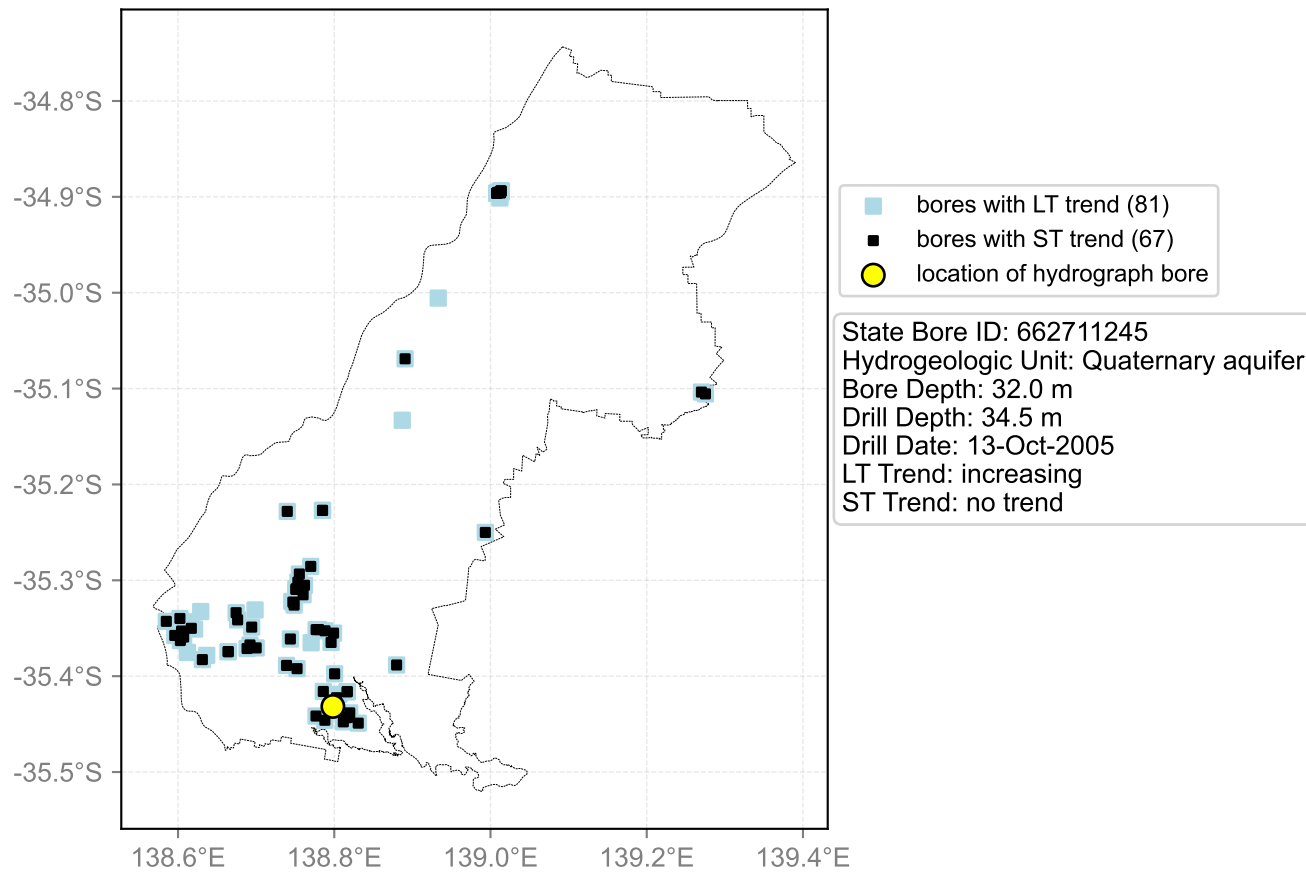 -34.8°S
-34.9°S
-35.0°S
-35.1°S
-35.2°S
-35.3°S
-35.4°S
-35.5°S
138.6°E
138.8°E
139.0°E
139.2°E
139.4°E
bores with LT trend (81)
bores with ST trend (67)
location of hydrograph bore
State Bore ID: 662711245
Hydrogeologic Unit: Quaternary aquifer
Bore Depth: 32.0 m
Drill Depth: 34.5 m
Drill Date: 13-Oct-2005
LT Trend: increasing
ST Trend: no trend